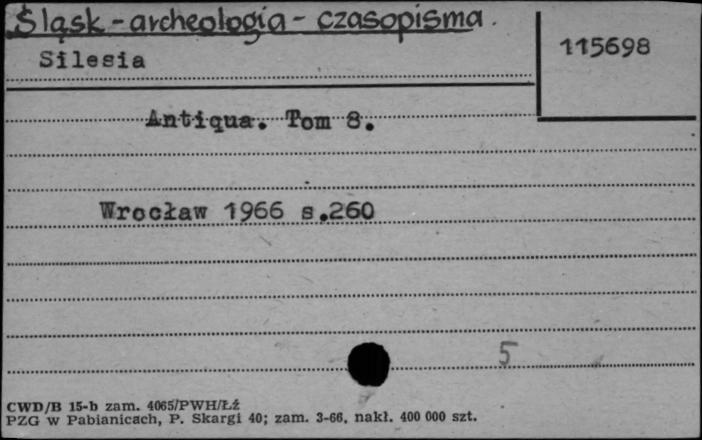 Śląsk - archeologia - czasopisma.
Silesia
115698
Antiqua. Tom 8.
Wrocław 1966 s.260
5
CWD/B 15-b zam. 4065/PWH/Łź
PZG w Pabianicach, P. Skargi 40; zam. 3-66, nakł. 400 000 szt.